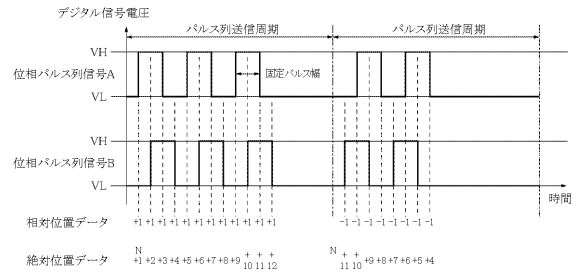 デジタル信号電圧
パルス列送信周期 パルス列送信周期
VH
位相パルス列信号A
固定パルス幅
VL
VH
位相パルス列信号B
VL
時間
相対位置データ +1 +1 +1 +1 +1 +1 +1 +1 +1 +1 +1 +1 -1 -1 -1 -1 -1 -1 -1 -1
N N
絶対位置データ +1 +2 +3 +4 +5 +6 +7 +8 +9 +10 +11 +12 +11 +10 +9 +8 +7 +6 +5 +4